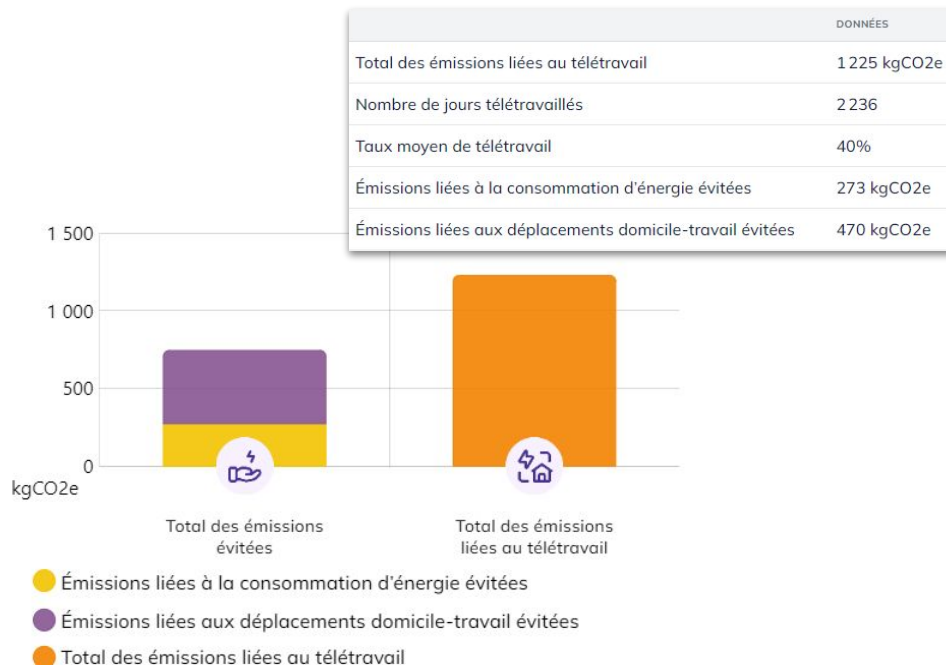 DONNÉES
Total des émissions liées au télétravail 1 225 kgCO2e
Nombre de jours télétravaillés 2 236
Taux moyen de télétravail 40%
Émissions liées à la consommation d'énergie évitées 273 kgCO2e
Émissions liées aux déplacements domicile-travail évitées 470 kgCO2e
1 500
1 000
500
0
kgCO2e
Total des émissions
évitées
Total des émissions
liées au télétravail
Émissions liées à la consommation d'énergie évitées
Émissions liées aux déplacements domicile-travail évitées
Total des émissions liées au télétravail